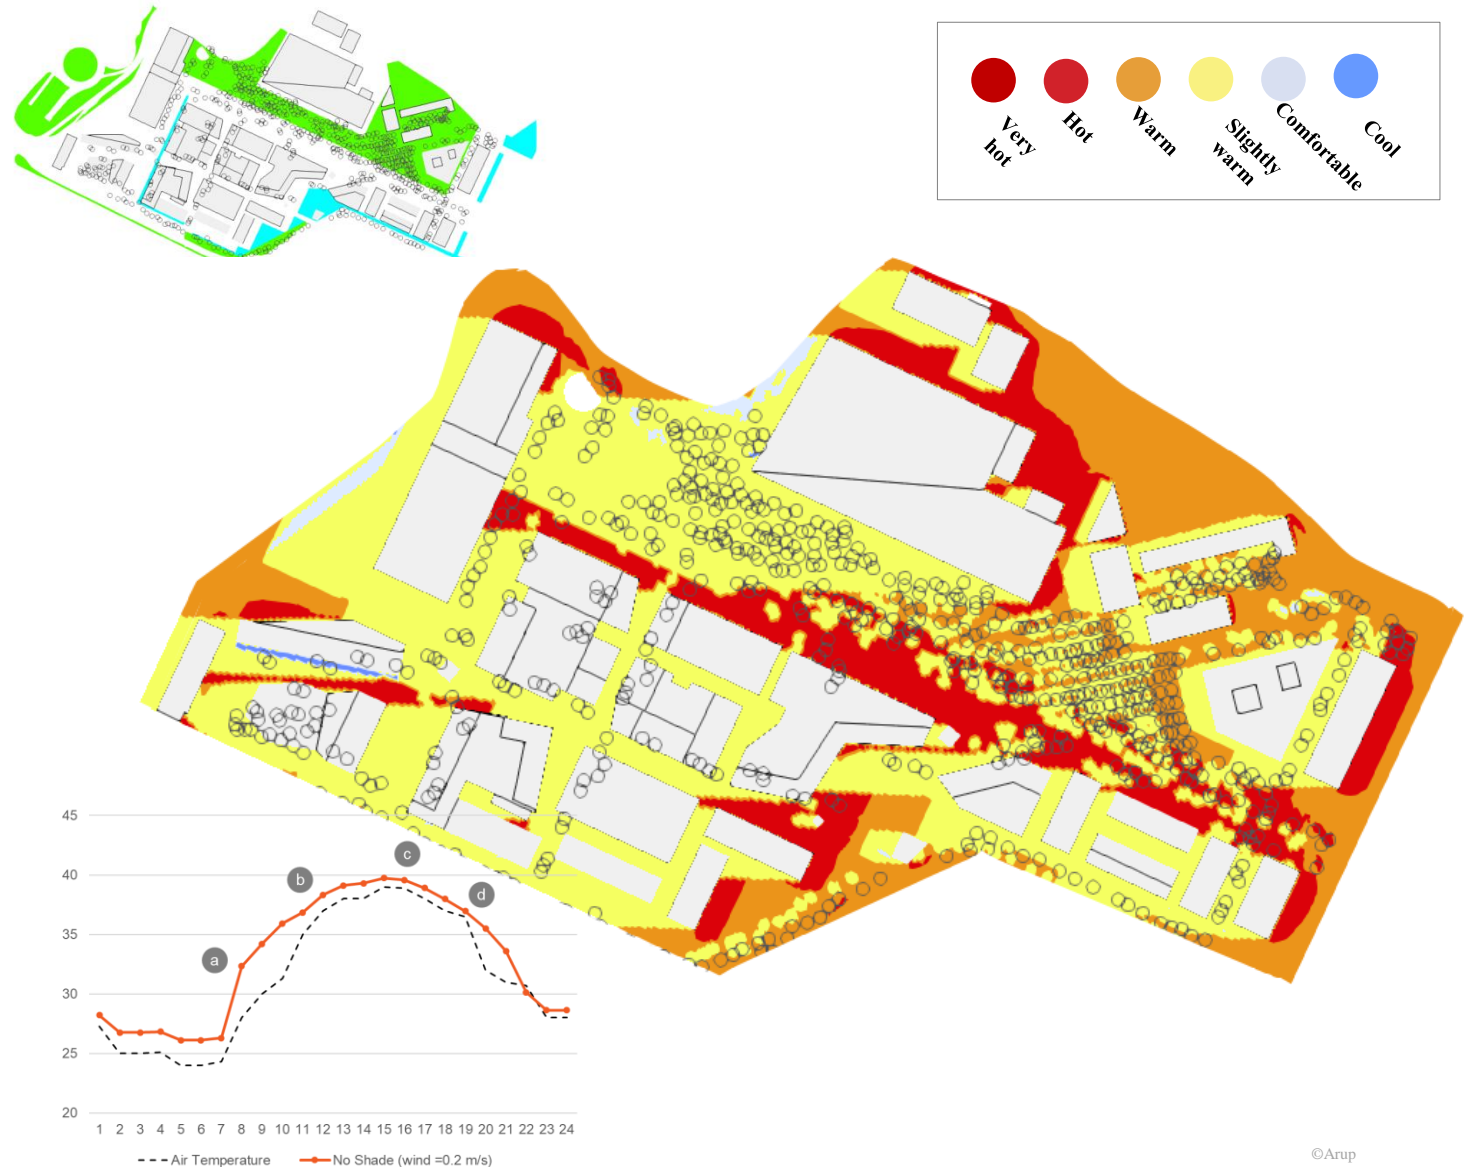 Very
hot
Hot
Warm
Slightly
warm
Comfortable
Cool
45
40
35
30
25
20
a
b
c
d
1 2 3 4 5 6 7 8 9 10 11 12 13 14 15 16 17 18 19 20 21 22 23 24
Air Temperature
No Shade (wind =0.2 m/s)
©Arup